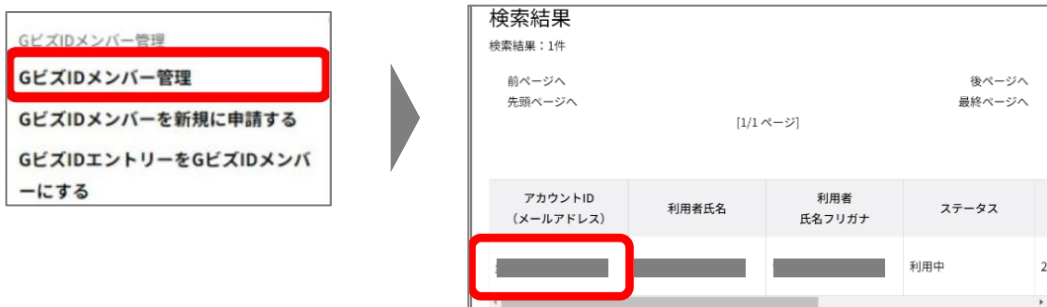 GビズIDメンバー管理
GビズIDメンバー管理
GビズIDメンバーを新規に申請する
GビズIDエントリーをGビズIDメンバ
ーにする
検索結果
検索結果：1件
前ページへ
後ページへ
先頭ページへ
最終ページへ
[1/1 ページ]
アカウントID
（メールアドレス）
利用者氏名
利用者
氏名フリガナ
ステータス
利用中
2